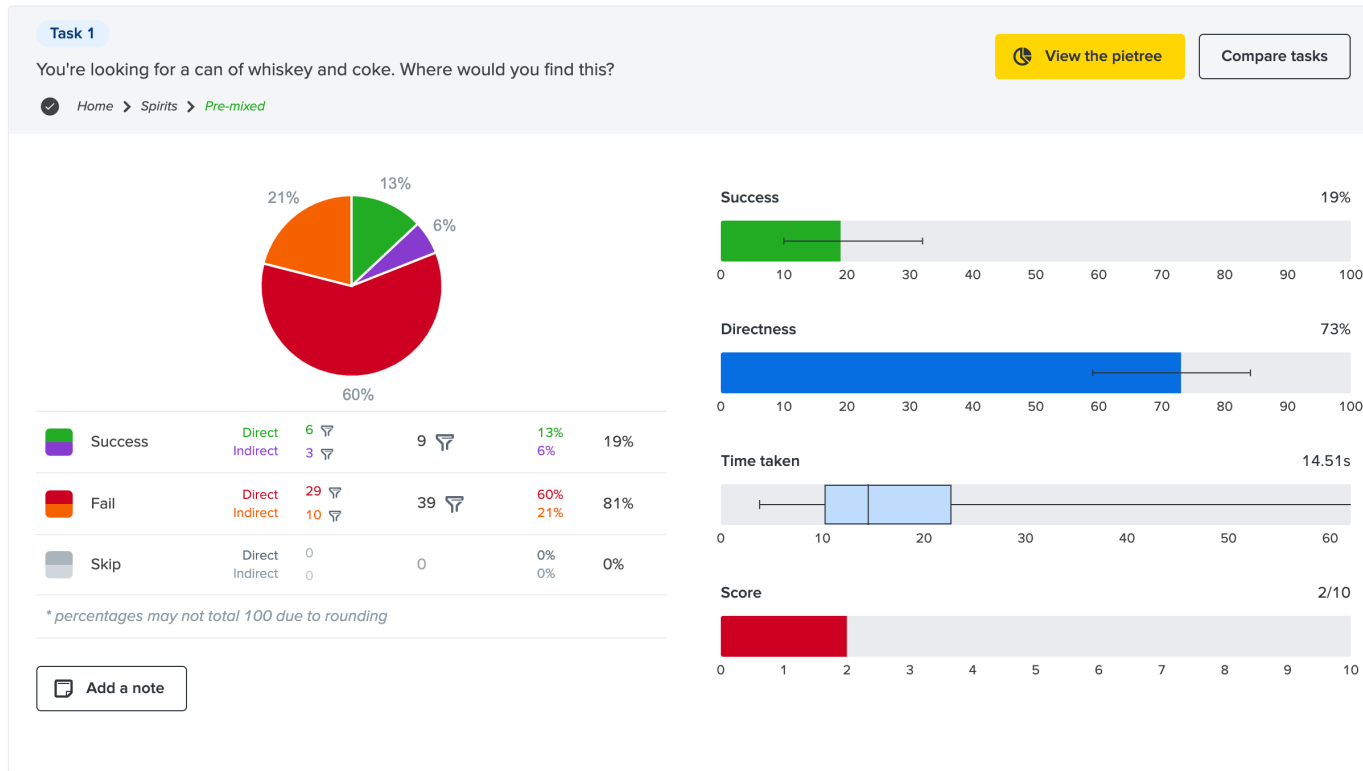 Task 1
You're looking for a can of whiskey and coke. Where would you find this?
Home Spirits Pre-mixed
View the pietree
Compare tasks
13%
21%
6%
60%
Success Direct 6 9 13% 19%
Indirect 3 6%
Fail Direct 29 39 60% 81%
Indirect 10 21%
Skip Direct 0 0 0% 0%
Indirect 0 0%
* percentages may not total 100 due to rounding
Add a note
Success 19%
0 10 20 30 40 50 60 70 80 90 100
Directness 73%
0 10 20 30 40 50 60 70 80 90 100
Time taken 14.51s
0 10 20 30 40 50 60
Score 2/10
0 1 2 3 4 5 6 7 8 9 10